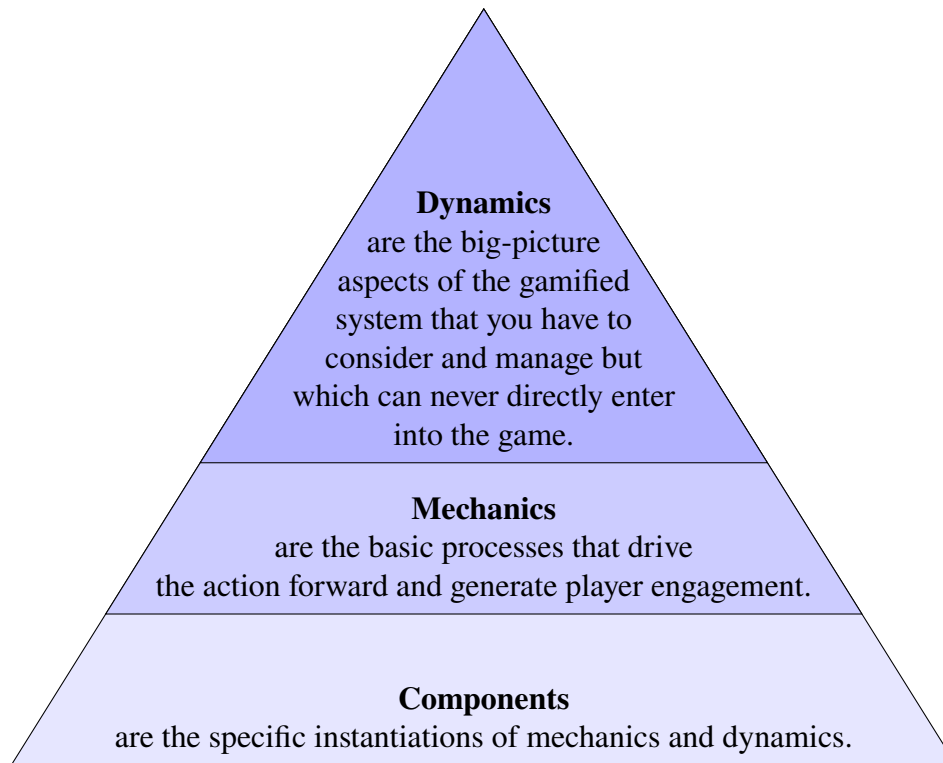 Dynamics
are the big-picture
aspects of the gamified
system that you have to
consider and manage but
which can never directly enter
into the game.
Mechanics
are the basic processes that drive
the action forward and generate player engagement.
Components
are the specific instantiations of mechanics and dynamics.